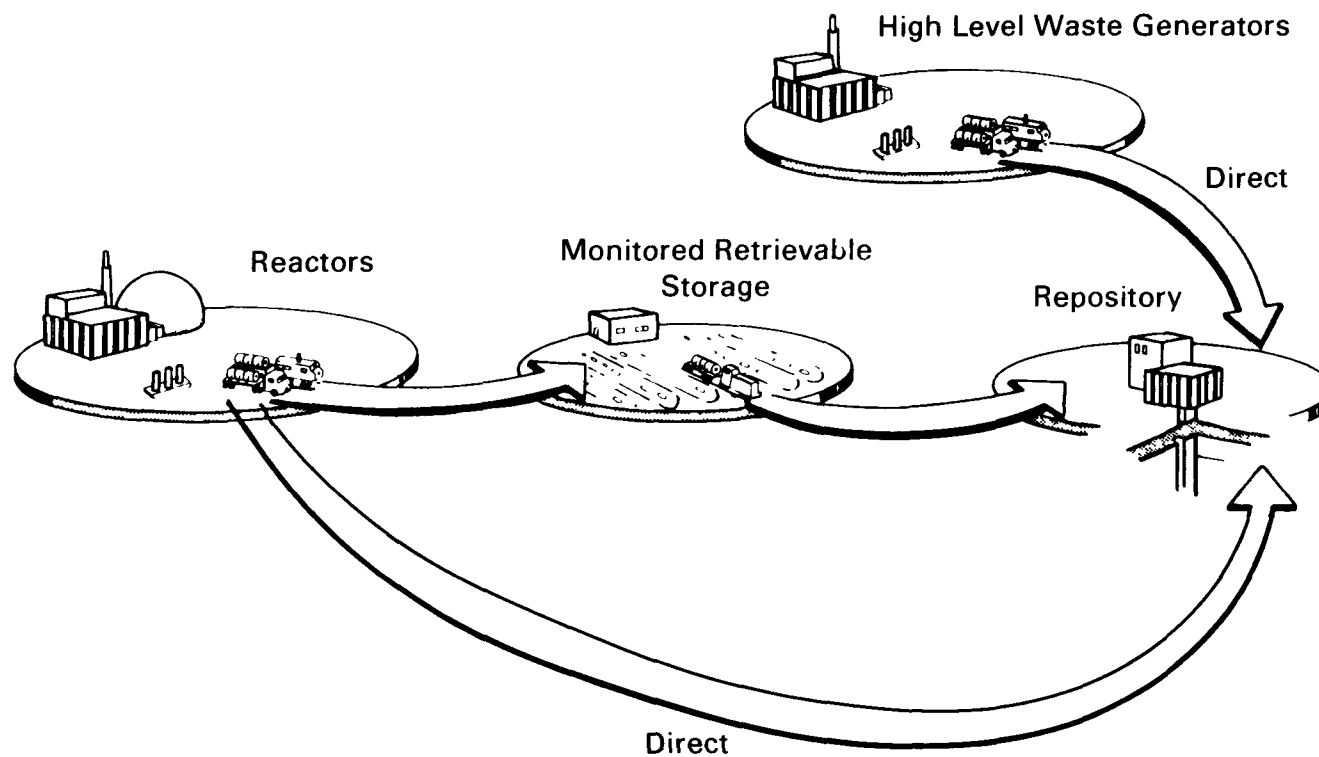 High Level Waste Generators
Direct
Reactors
Monitored Retrievable
Storage
Repository
Direct